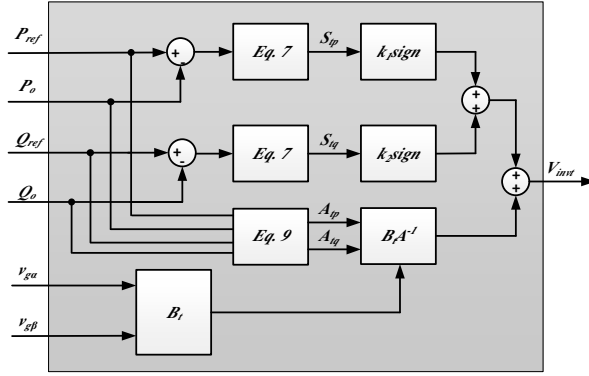 P_ref
Eq. 7
S_tp
k_1sign
P_o
Q_ref
Eq. 7
S_tq
k_2sign
V_invt
Q_o
Eq. 9
A_tp
A_tq
B_tA^-1
v_gα
B_t
v_gβ